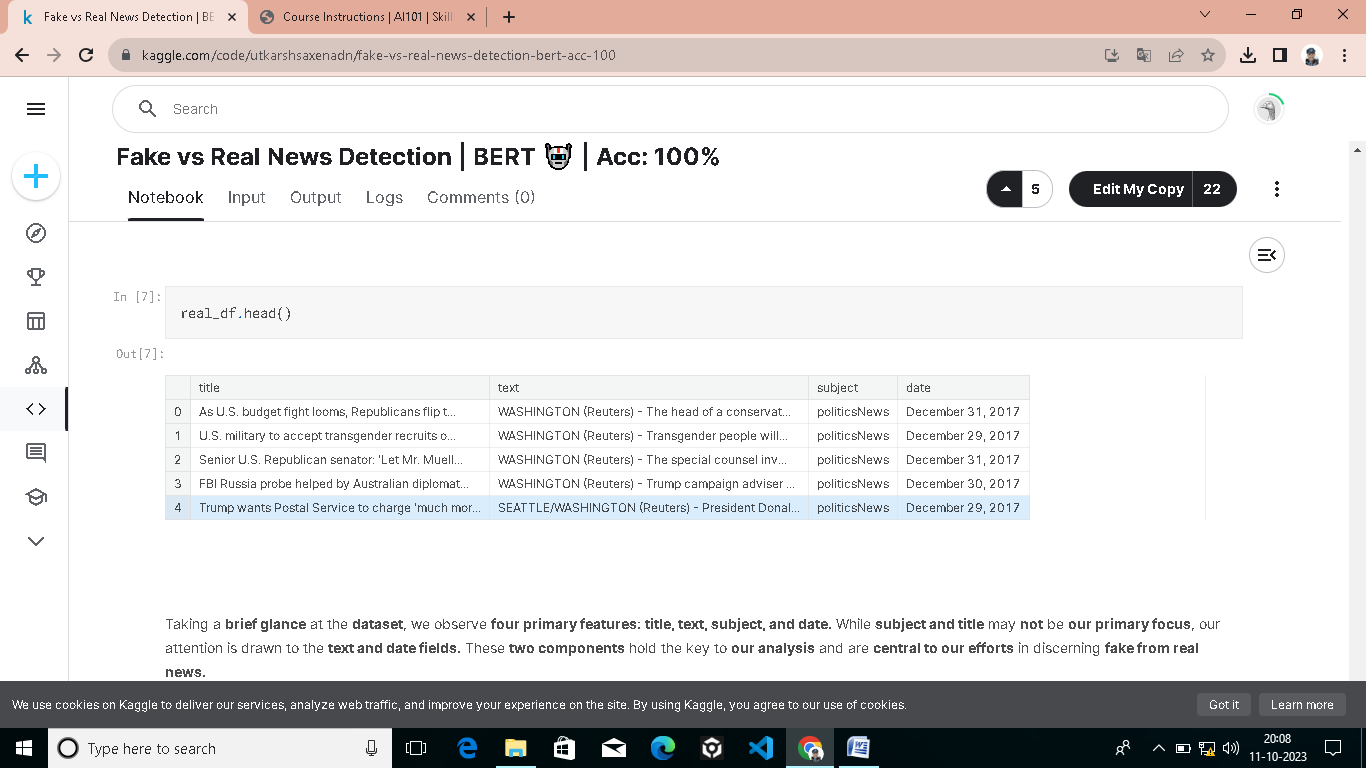 Fake vs Real News Detection | BE
Course Instructions | AI101 | Skill
kaggle.com/code/utkarshsaxenadn/fake-vs-real-news-detection-bert-acc-100
Search
Fake vs Real News Detection | BERT 🤖 | Acc: 100%
Notebook Input Output Logs Comments (0)
5
Edit My Copy 22
In [7]:
real_df.head()
Out[7]:
title text subject date
0 As U.S. budget fight looms, Republicans flip t... WASHINGTON (Reuters) - The head of a conservat... politicsNews December 31, 2017
1 U.S. military to accept transgender recruits o... WASHINGTON (Reuters) - Transgender people will... politicsNews December 29, 2017
2 Senior U.S. Republican senator: 'Let Mr. Muell... WASHINGTON (Reuters) - The special counsel inv... politicsNews December 31, 2017
3 FBI Russia probe helped by Australian diplomat... WASHINGTON (Reuters) - Trump campaign adviser ... politicsNews December 30, 2017
4 Trump wants Postal Service to charge 'much mor... SEATTLE/WASHINGTON (Reuters) - President Donal... politicsNews December 29, 2017
Taking a brief glance at the dataset, we observe four primary features: title, text, subject, and date. While subject and title may not be our primary focus, our
attention is drawn to the text and date fields. These two components hold the key to our analysis and are central to our efforts in discerning fake from real
news.
We use cookies on Kaggle to deliver our services, analyze web traffic, and improve your experience on the site. By using Kaggle, you agree to our use of cookies.
Got it
Learn more
Type here to search
20:08
11-10-2023